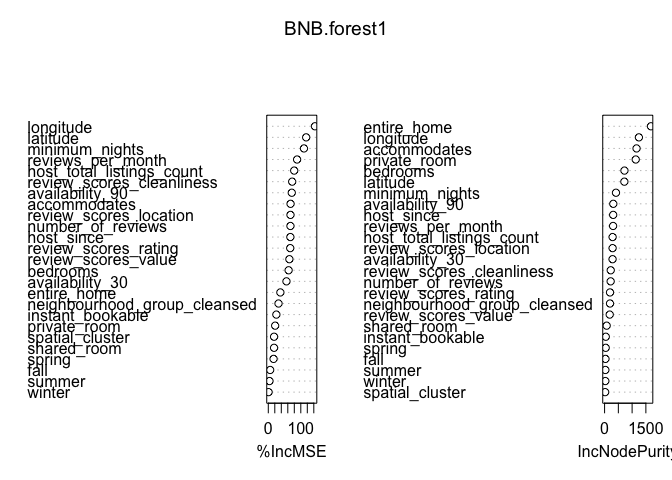 BNB.forest1
longitude
latitude
minimum_nights
reviews_per_month
host_total_listings_count
review_scores_cleanliness
availability_90
accommodates
review_scores_location
number_of_reviews
host_since
review_scores_rating
review_scores_value
bedrooms
availability_30
entire_home
neighbourhood_group_cleansed
instant_bookable
private_room
spatial_cluster
shared_room
spring
fall
summer
winter
0 100
%IncMSE
entire_home
longitude
accommodates
private_room
bedrooms
latitude
minimum_nights
availability_90
host_since
reviews_per_month
host_total_listings_count
review_scores_location
availability_30
review_scores_cleanliness
number_of_reviews
review_scores_rating
neighbourhood_group_cleansed
review_scores_value
shared_room
instant_bookable
spring
fall
summer
winter
spatial_cluster
0 1500
IncNodePurity